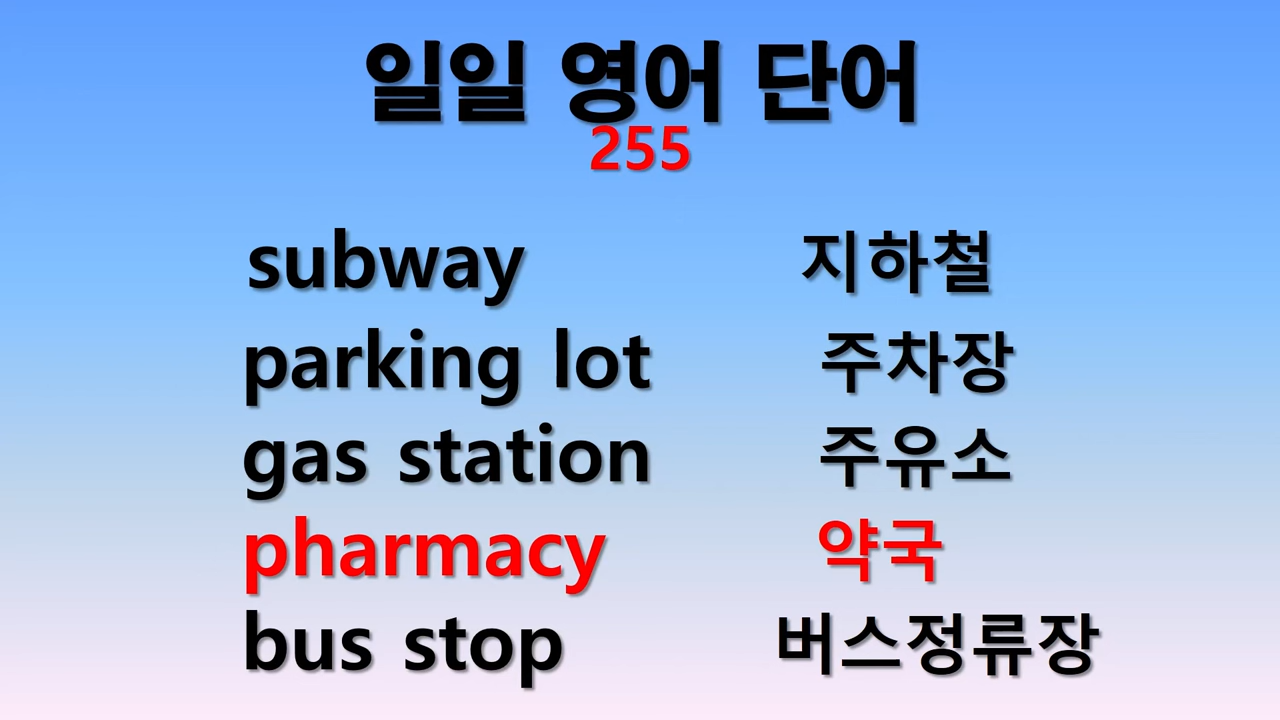 일일 영어 단어
255
subway 지하철
parking lot 주차장
gas station 주유소
pharmacy 약국
bus stop 버스정류장